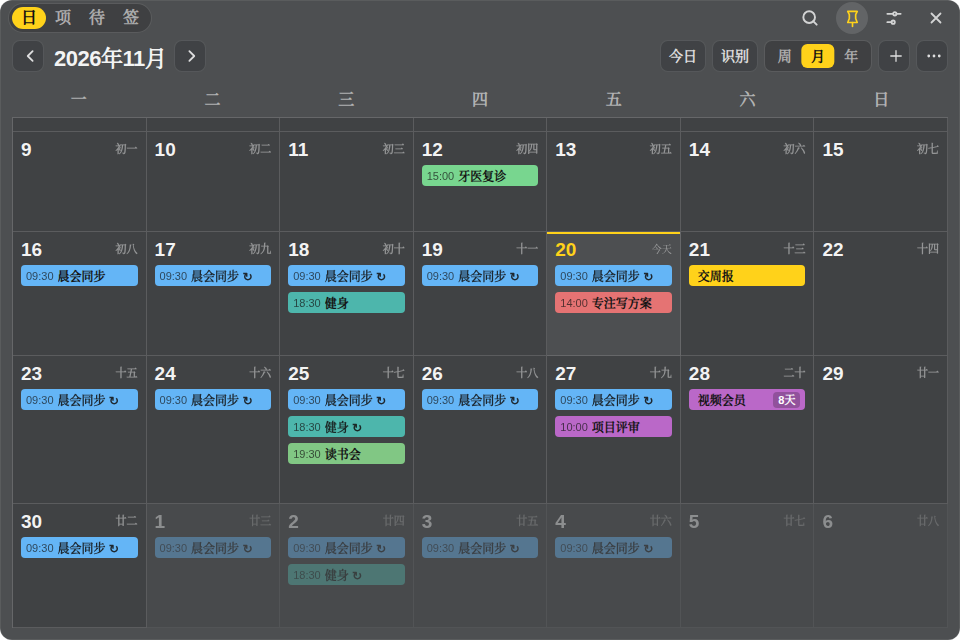 日 项 待 签
2026年11月
今日 识别 周 月 年
一 二 三 四 五 六 日
9 初一 10 初二 11 初三 12 初四 13 初五 14 初六 15 初七
15:00 牙医复诊
16 初八 17 初九 18 初十 19 十一 20 今天 21 十三 22 十四
09:30 晨会同步 09:30 晨会同步 ↻ 09:30 晨会同步 ↻ 09:30 晨会同步 ↻ 09:30 晨会同步 ↻ 交周报
18:30 健身 14:00 专注写方案
23 十五 24 十六 25 十七 26 十八 27 十九 28 二十 29 廿一
09:30 晨会同步 ↻ 09:30 晨会同步 ↻ 09:30 晨会同步 ↻ 09:30 晨会同步 ↻ 09:30 晨会同步 ↻ 视频会员 8天
18:30 健身 ↻ 10:00 项目评审
19:30 读书会
30 廿二 1 廿三 2 廿四 3 廿五 4 廿六 5 廿七 6 廿八
09:30 晨会同步 ↻ 09:30 晨会同步 ↻ 09:30 晨会同步 ↻ 09:30 晨会同步 ↻ 09:30 晨会同步 ↻
18:30 健身 ↻